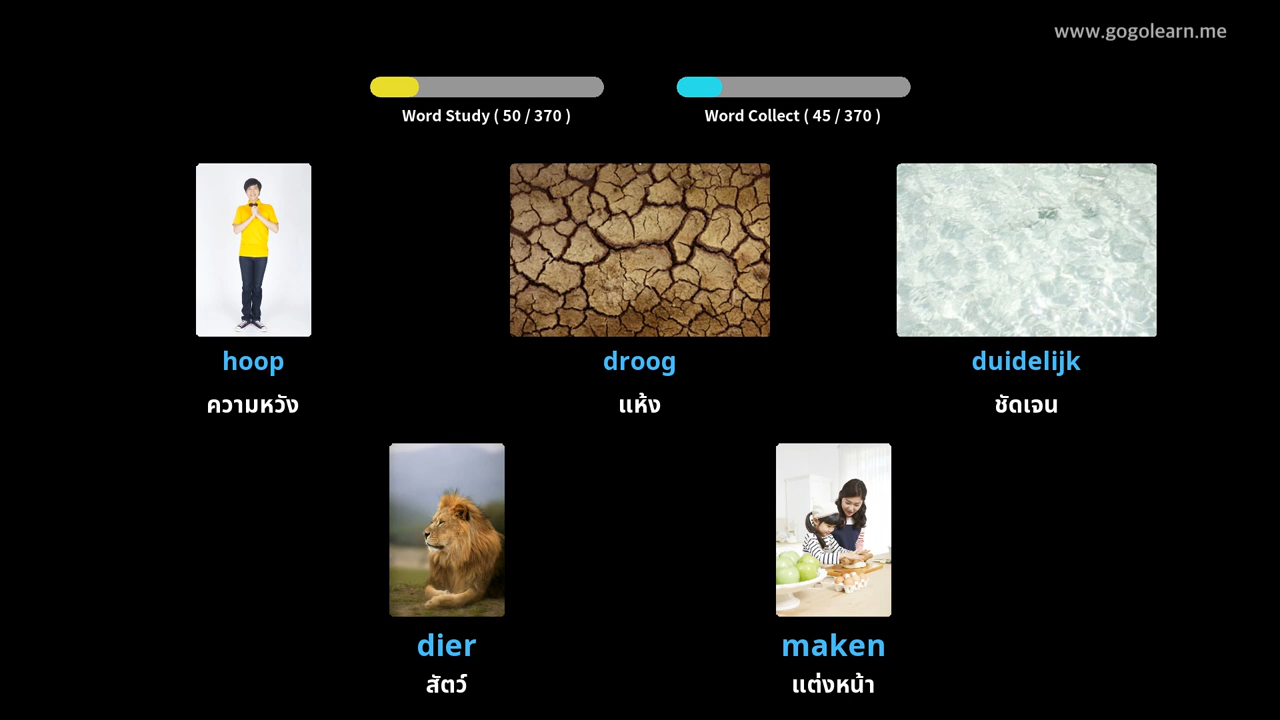 www.gogolearn.me
Word Study ( 50 / 370 )
Word Collect ( 45 / 370 )
hoop
droog
duidelijk
ความหวัง
แห้ง
ชัดเจน
dier
maken
สัตว์
แต่งหน้า